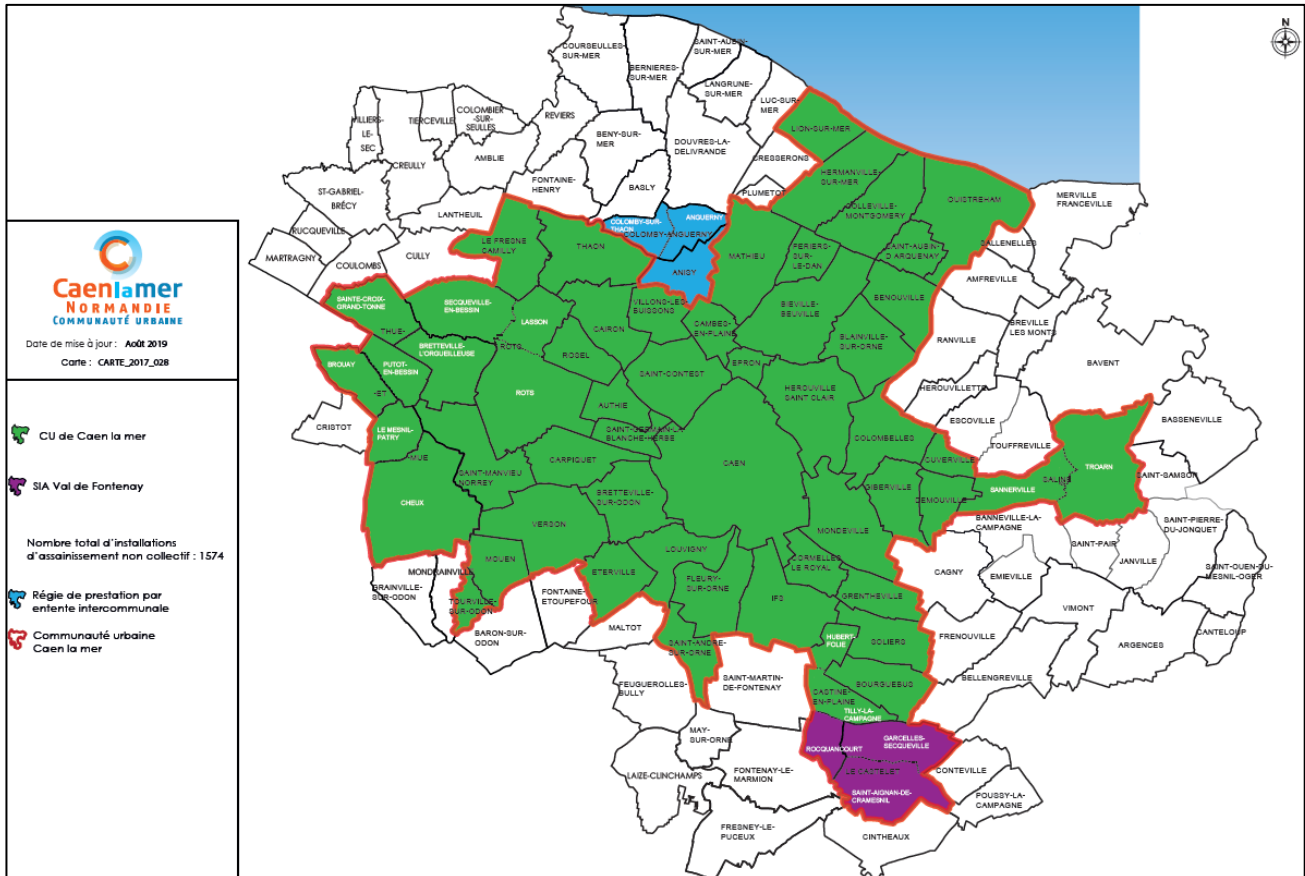 N
COURSEULLES-
SUR-MER
BERNIERES-
SUR-MER
SAINT-AUBIN-
SUR-MER
LANGRUNE-
SUR-MER
LUC-SUR-
MER
LION-SUR-MER
VILLIERS-
LE-
SEC
TIERCEVILLE
COLOMBIER
-SUR-
SEULLES
REVIERS
BENY-SUR-
MER
DOUVRES-LA-
DELIVRANDE
CRESSERONS
CREULLY
AMBLIE
FONTAINE-
HENRY
BASLY
PLUMETOT
HERMANVILLE-
SUR-MER
ST-GABRIEL-
BRÉCY
LANTHEUIL
COLOMBY-SUR-
THAON
ANGUERNY
COLOMBY-ANGUERNY
COLLEVILLE-
MONTGOMERY
OUISTREHAM
MERVILLE
FRANCEVILLE
RUCQUEVILLE
MARTRAGNY
COULOMBS
CULLY
LE FRESNE
CAMILLY
THAON
ANISY
MATHIEU
PERIERS-
SUR-
LE-DAN
SAINT-AUBIN-
D'ARQUENAY
SALLENELLES
AMFREVILLE
Caenlamer
NORMANDIE
COMMUNAUTÉ URBAINE
Date de mise à jour : Août 2019
Carte : CARTE_2017_028
SAINTE-CROIX-
GRAND-TONNE
SECQUEVILLE-
EN-BESSIN
LASSON
VILLONS-LES-
BUISSONS
CAMBES-
EN-PLAINE
BIEVILLE-
BEUVILLE
BENOUVILLE
BREVILLE
LES MONTS
THUE-
BRETTEVILLE-
L'ORGUEILLEUSE
ROTS
CAIRON
ROSEL
BLAINVILLE-
SUR-ORNE
RANVILLE
BAVENT
BROUAY
PUTOT-
EN-BESSIN
-ET-
ROTS
SAINT-CONTEST
EPRON
HEROUVILLE
SAINT CLAIR
HEROUVILLETTE
ESCOVILLE
TOUFFREVILLE
BASSENEVILLE
CRISTOT
LE MESNIL-
PATRY
-MUE
AUTHIE
SAINT-GERMAIN-LA-
BLANCHE-HERBE
COLOMBELLES
CUVERVILLE
TROARN
SALINE
SAINT-SAMSON
CU de Caen la mer
SIA Val de Fontenay
Nombre total d'installations
d'assainissement non collectif : 1574
Régie de prestation par
entente intercommunale
Communauté urbaine
Caen la mer
CHEUX
SAINT-MANVIEU
NORREY
CARPIQUET
BRETTEVILLE-
SUR-ODON
CAEN
GIBERVILLE
DEMOUVILLE
SANNERVILLE
BANNEVILLE-LA-
CAMPAGNE
SAINT-PIERRE-
DU-JONQUET
VERSON
MONDEVILLE
SAINT-PAIR
JANVILLE
MOUEN
LOUVIGNY
CORMELLES
LE ROYAL
CAGNY
EMIEVILLE
SAINT-OUEN-DU-
MESNIL-OGER
MONDRAINVILLE
GRAINVILLE-
SUR-ODON
TOURVILLE-
SUR-ODON
FONTAINE-
ETOUPEFOUR
ETERVILLE
FLEURY-
SUR-ORNE
IFS
GRENTHEVILLE
VIMONT
BARON-SUR-
ODON
MALTOT
SAINT-ANDRE-
SUR-ORNE
HUBERT-
FOLIE
SOLIERS
FRENOUVILLE
ARGENCES
CANTELOUP
FEUGUEROLLES-
BULLY
SAINT-MARTIN-
DE-FONTENAY
CASTINE-
EN-PLAINE
BOURGUEBUS
BELLENGREVILLE
TILLY-LA-
CAMPAGNE
MAY-
SUR-ORNE
ROCQUANCOURT
GARCELLES-
SECQUEVILLE
LE CASTELET
LAIZE-CLINCHAMPS
FONTENAY-LE-
MARMION
SAINT-AIGNAN-DE-
CRAMESNIL
CONTEVILLE
POUSSY-LA-
CAMPAGNE
FRESNEY-LE-
PUCEUX
CINTHEAUX